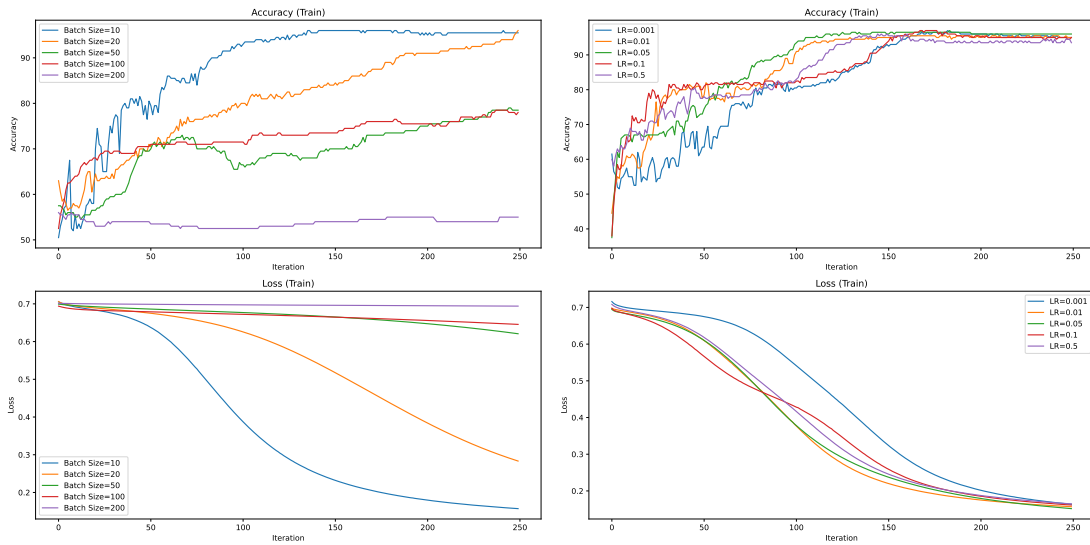 Accuracy (Train)
Accuracy
90
80
70
60
50
Batch Size=10
Batch Size=20
Batch Size=50
Batch Size=100
Batch Size=200
0
50
100
150
200
250
Iteration
Accuracy (Train)
Accuracy
90
80
70
60
50
40
LR=0.001
LR=0.01
LR=0.05
LR=0.1
LR=0.5
0
50
100
150
200
250
Iteration
Loss (Train)
Loss
0.7
0.6
0.5
0.4
0.3
0.2
Batch Size=10
Batch Size=20
Batch Size=50
Batch Size=100
Batch Size=200
0
50
100
150
200
250
Iteration
Loss (Train)
Loss
0.7
0.6
0.5
0.4
0.3
0.2
LR=0.001
LR=0.01
LR=0.05
LR=0.1
LR=0.5
0
50
100
150
200
250
Iteration